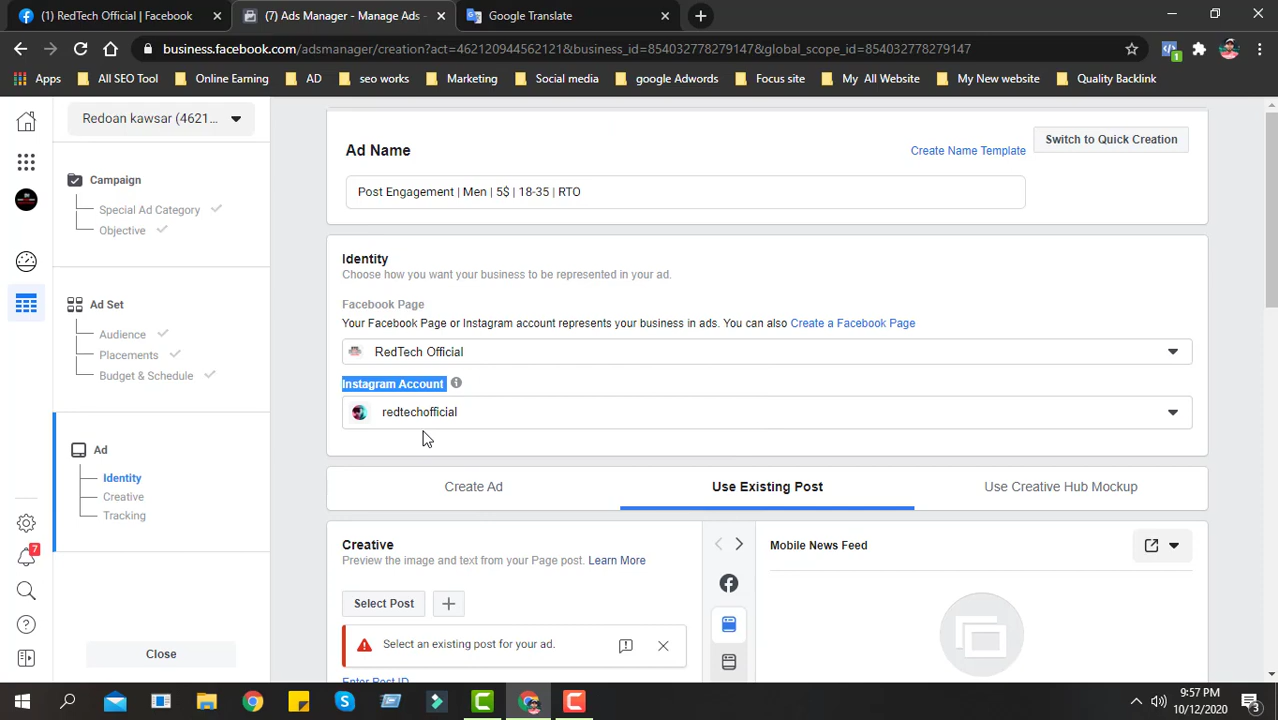 (1) RedTech Official | Facebook
(7) Ads Manager - Manage Ads -
Google Translate
business.facebook.com/adsmanager/creation?act=462120944562121&business_id=854032778279147&global_scope_id=854032778279147
1
Apps
All SEO Tool
Online Earning
AD
seo works
Marketing
Social media
google Adwords
Focus site
My All Website
My New website
Quality Backlink
Redoan kawsar (4621...
Campaign
Special Ad Category
Objective
Ad Set
Audience
Placements
Budget & Schedule
Ad
Identity
Creative
Tracking
7
Close
Ad Name
Create Name Template
Switch to Quick Creation
Post Engagement | Men | 5$ | 18-35 | RTO
Identity
Choose how you want your business to be represented in your ad.
Facebook Page
Your Facebook Page or Instagram account represents your business in ads. You can also Create a Facebook Page
RedTech Official
Instagram Account
redtechofficial
Create Ad
Use Existing Post
Use Creative Hub Mockup
Creative
Preview the image and text from your Page post. Learn More
Select Post
Select an existing post for your ad.
Enter Post ID
Mobile News Feed
9:57 PM
10/12/2020
3